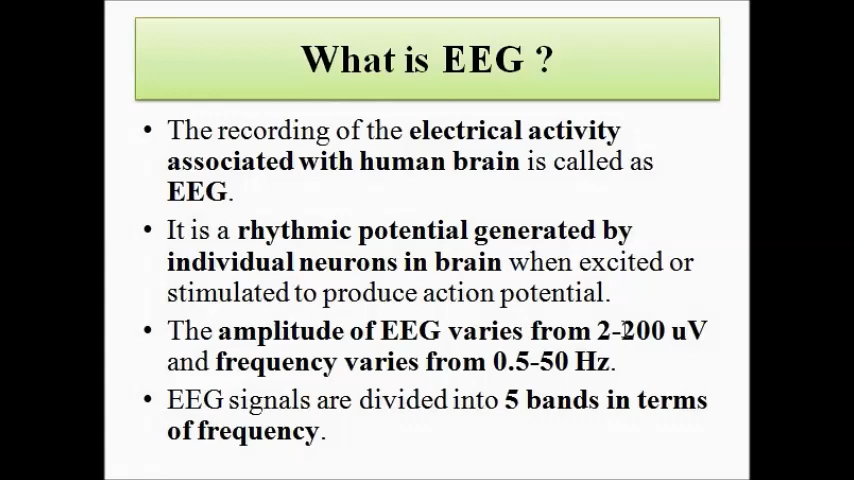 What is EEG ?
• The recording of the electrical activity
associated with human brain is called as
EEG.
• It is a rhythmic potential generated by
individual neurons in brain when excited or
stimulated to produce action potential.
• The amplitude of EEG varies from 2-200 uV
and frequency varies from 0.5-50 Hz.
• EEG signals are divided into 5 bands in terms
of frequency.